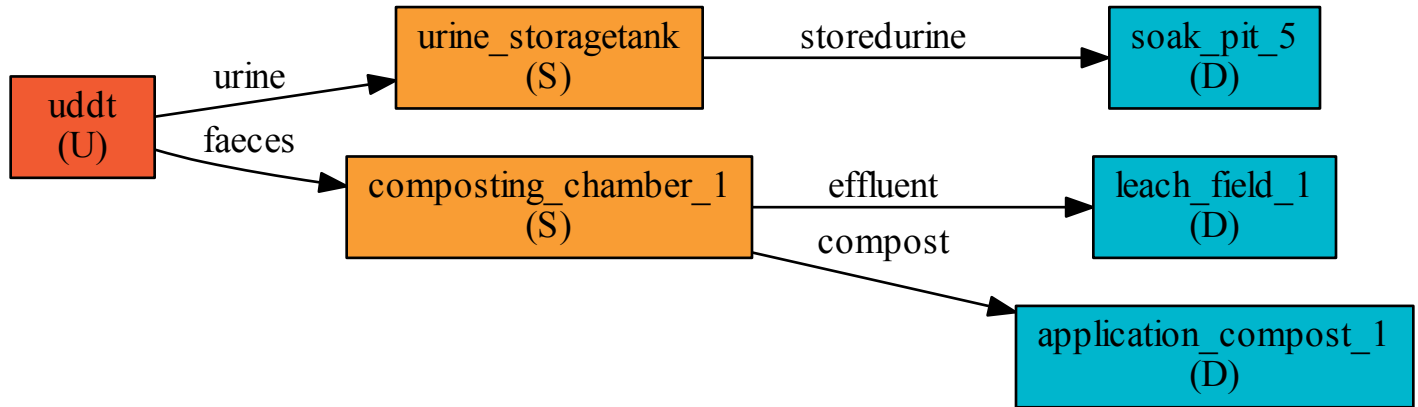 uddt
(U)
urine
faeces
urine_storagetank
(S)
composting_chamber_1
(S)
storedurine
effluent
compost
soak_pit_5
(D)
leach_field_1
(D)
application_compost_1
(D)